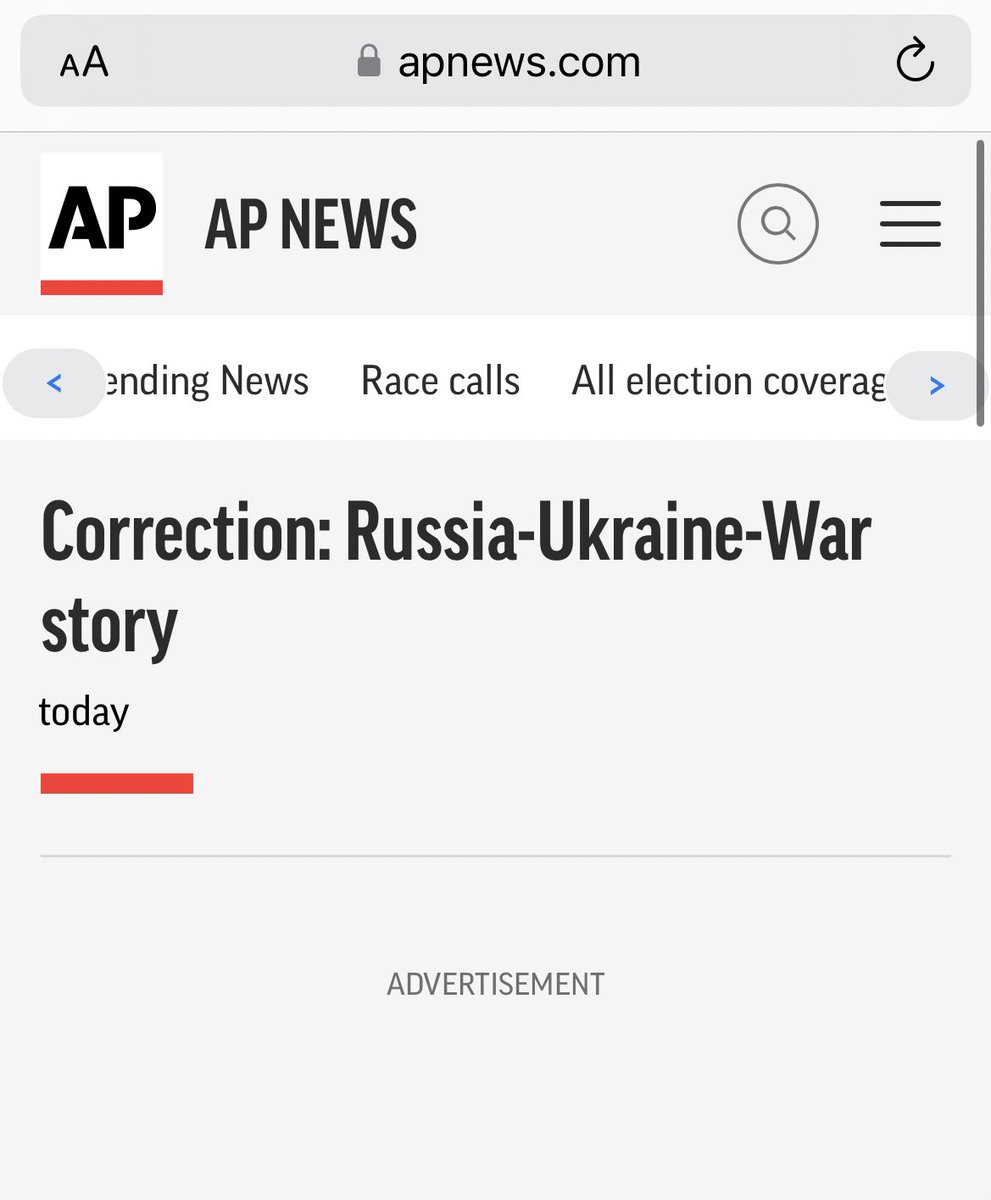 AA apnews.com
AP AP NEWS
< ending News Race calls All election coverag >
Correction: Russia-Ukraine-War
story
today
ADVERTISEMENT